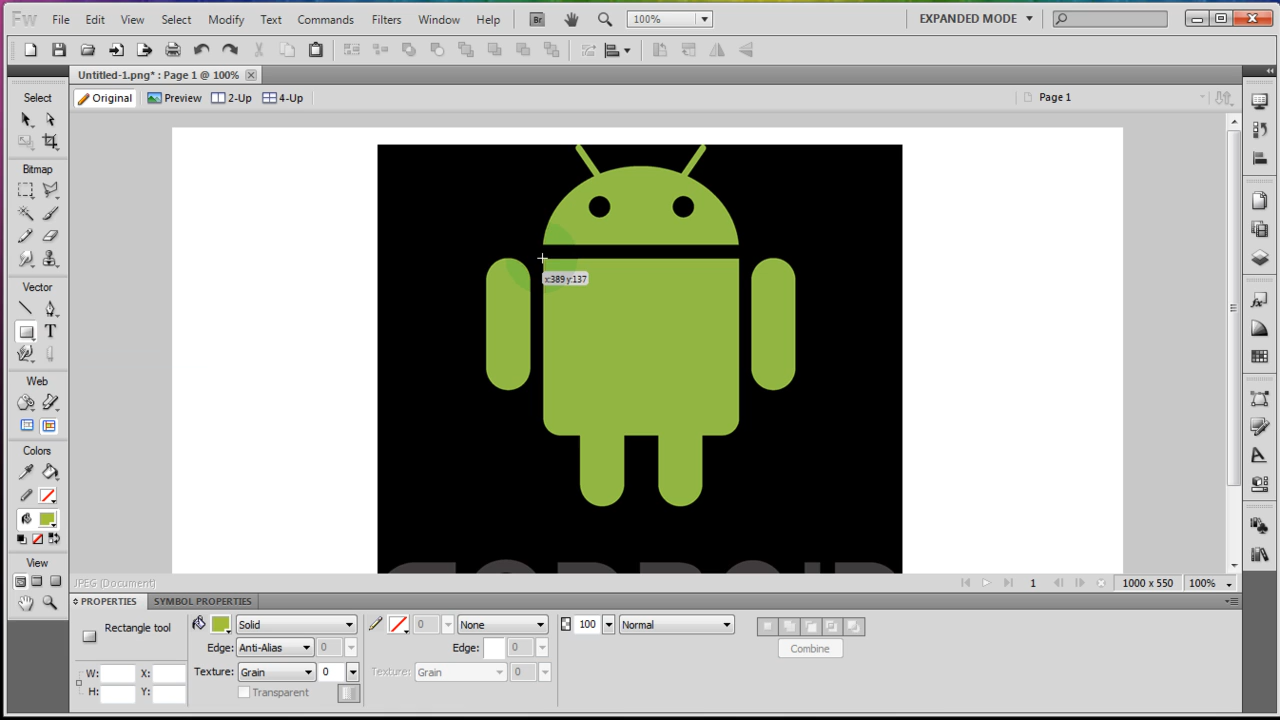 Fw File Edit View Select Modify Text Commands Filters Window Help Br 100% EXPANDED MODE
Untitled-1.png* : Page 1 @ 100%
Original Preview 2-Up 4-Up Page 1
Select
Bitmap
Vector
T
Web
Colors
View
x:389 y:137
ANDROID
JPEG (Document) 1 1000 x 550 100%
PROPERTIES SYMBOL PROPERTIES
Rectangle tool Solid 0 None 100 Normal
Edge: Anti-Alias 0 Edge: 0 Combine
W: X: Texture: Grain 0 Texture: Grain 0
H: Y: Transparent